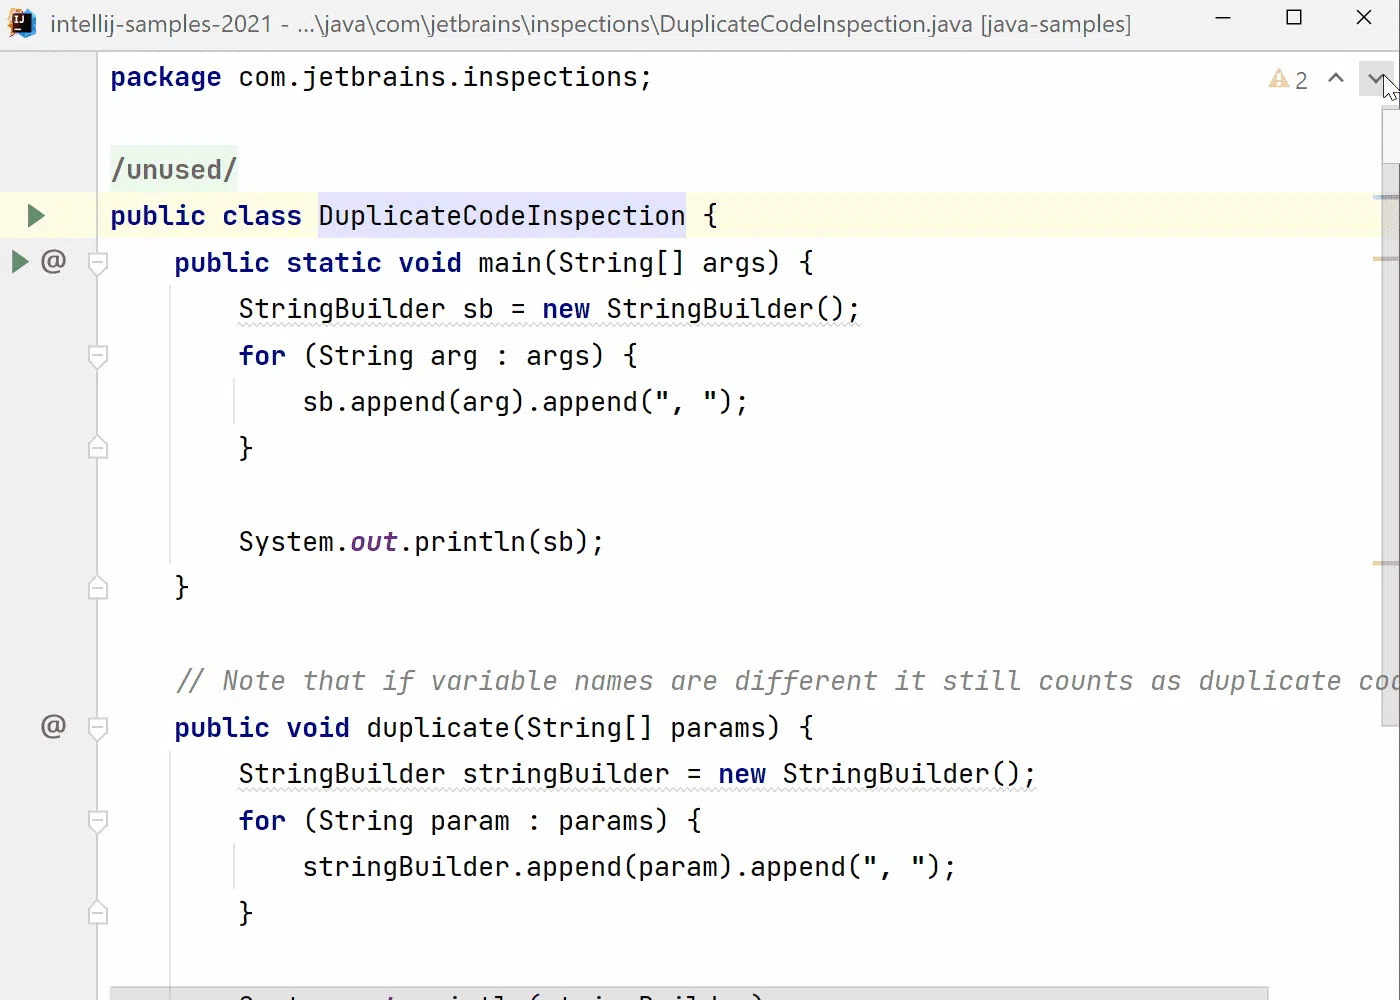 intellij-samples-2021 - ...\java\com\jetbrains\inspections\DuplicateCodeInspection.java [java-samples]
package com.jetbrains.inspections;
2
/unused/
public class DuplicateCodeInspection {
@
public static void main(String[] args) {
StringBuilder sb = new StringBuilder();
for (String arg : args) {
sb.append(arg).append(", ");
}
System.out.println(sb);
}
// Note that if variable names are different it still counts as duplicate
@
public void duplicate(String[] params) {
StringBuilder stringBuilder = new StringBuilder();
for (String param : params) {
stringBuilder.append(param).append(", ");
}